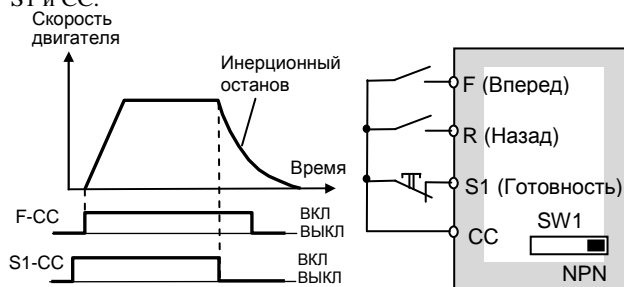 S1 и CC.
Скорость
двигателя
Инерционный
останов
Время
F-CC
ВКЛ
ВЫКЛ
S1-CC
ВКЛ
ВЫКЛ
F (Вперед)
R (Назад)
S1 (Готовность)
CC
SW1
NPN